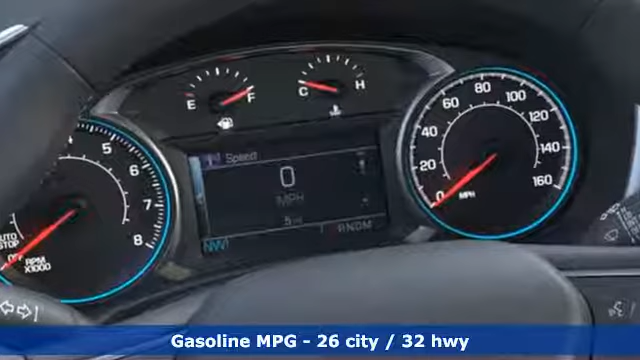 E F
C H
5
6
7
8
AUTO
STOP
OFF
RPM
X1000
Speed
0
MPH
NW
RNDM
0 20 40 60 80 100 120 140 160
MPH
Gasoline MPG - 26 city / 32 hwy